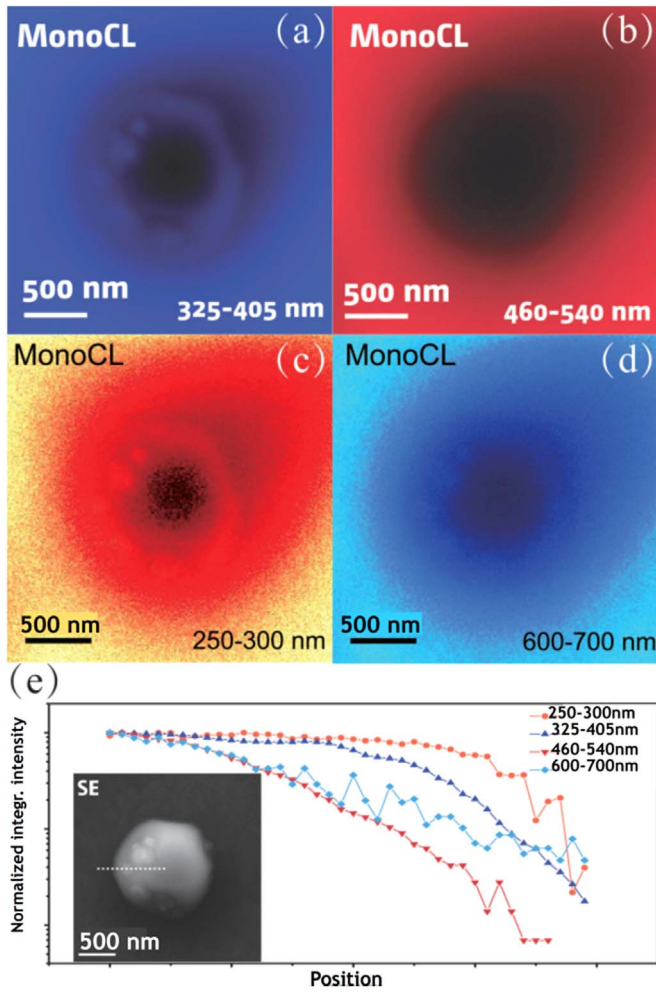 MonoCL (a)
500 nm 325-405 nm
MonoCL (b)
500 nm 460-540 nm
MonoCL (c)
500 nm 250-300 nm
MonoCL (d)
500 nm 600-700 nm
(e)
Normalized integr. intensity
250-300nm
325-405nm
460-540nm
600-700nm
SE
500 nm
Position